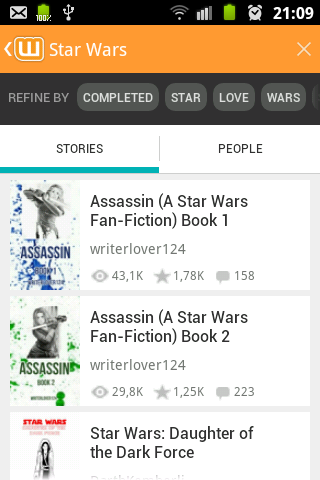 100%
21:09
Star Wars
REFINE BY COMPLETED STAR LOVE WARS
STORIES PEOPLE
ASSASSIN
BOOK 1
WRITERLOVER124
Assassin (A Star Wars
Fan-Fiction) Book 1
writerlover124
43,1K 1,78K 158
ASSASSIN
BOOK 2
Assassin (A Star Wars
Fan-Fiction) Book 2
writerlover124
29,8K 1,25K 223
STAR WARS
Star Wars: Daughter of
the Dark Force